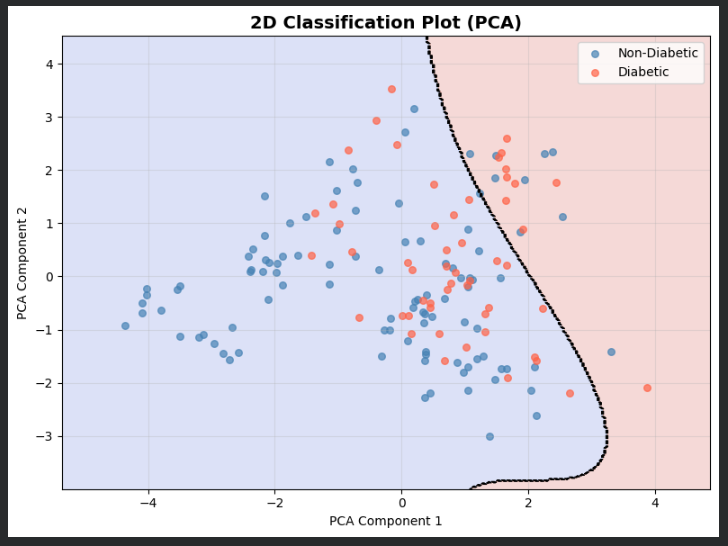 2D Classification Plot (PCA)
Non-Diabetic
Diabetic
PCA Component 2
4
3
2
1
0
−1
−2
−3
−4
−2
0
2
4
PCA Component 1